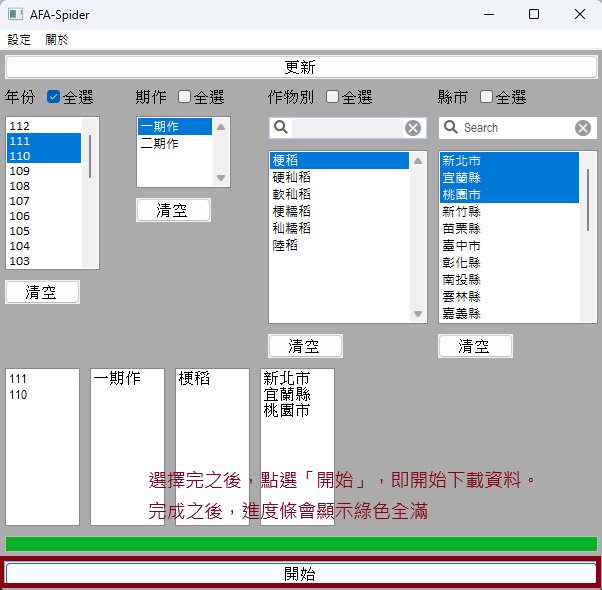 AFA-Spider
設定 關於
更新
年份 全選 期作 全選 作物別 全選 縣市 全選
112
111
110
109
108
107
106
105
104
103
清空
一期作
二期作
清空
梗稻
硬秈稻
軟秈稻
梗糯稻
秈糯稻
陸稻
清空
Search
新北市
宜蘭縣
桃園市
新竹縣
苗栗縣
臺中市
彰化縣
南投縣
雲林縣
嘉義縣
清空
111
110
一期作
梗稻
新北市
宜蘭縣
桃園市
選擇完之後，點選「開始」，即開始下載資料。
完成之後，進度條會顯示綠色全滿
開始